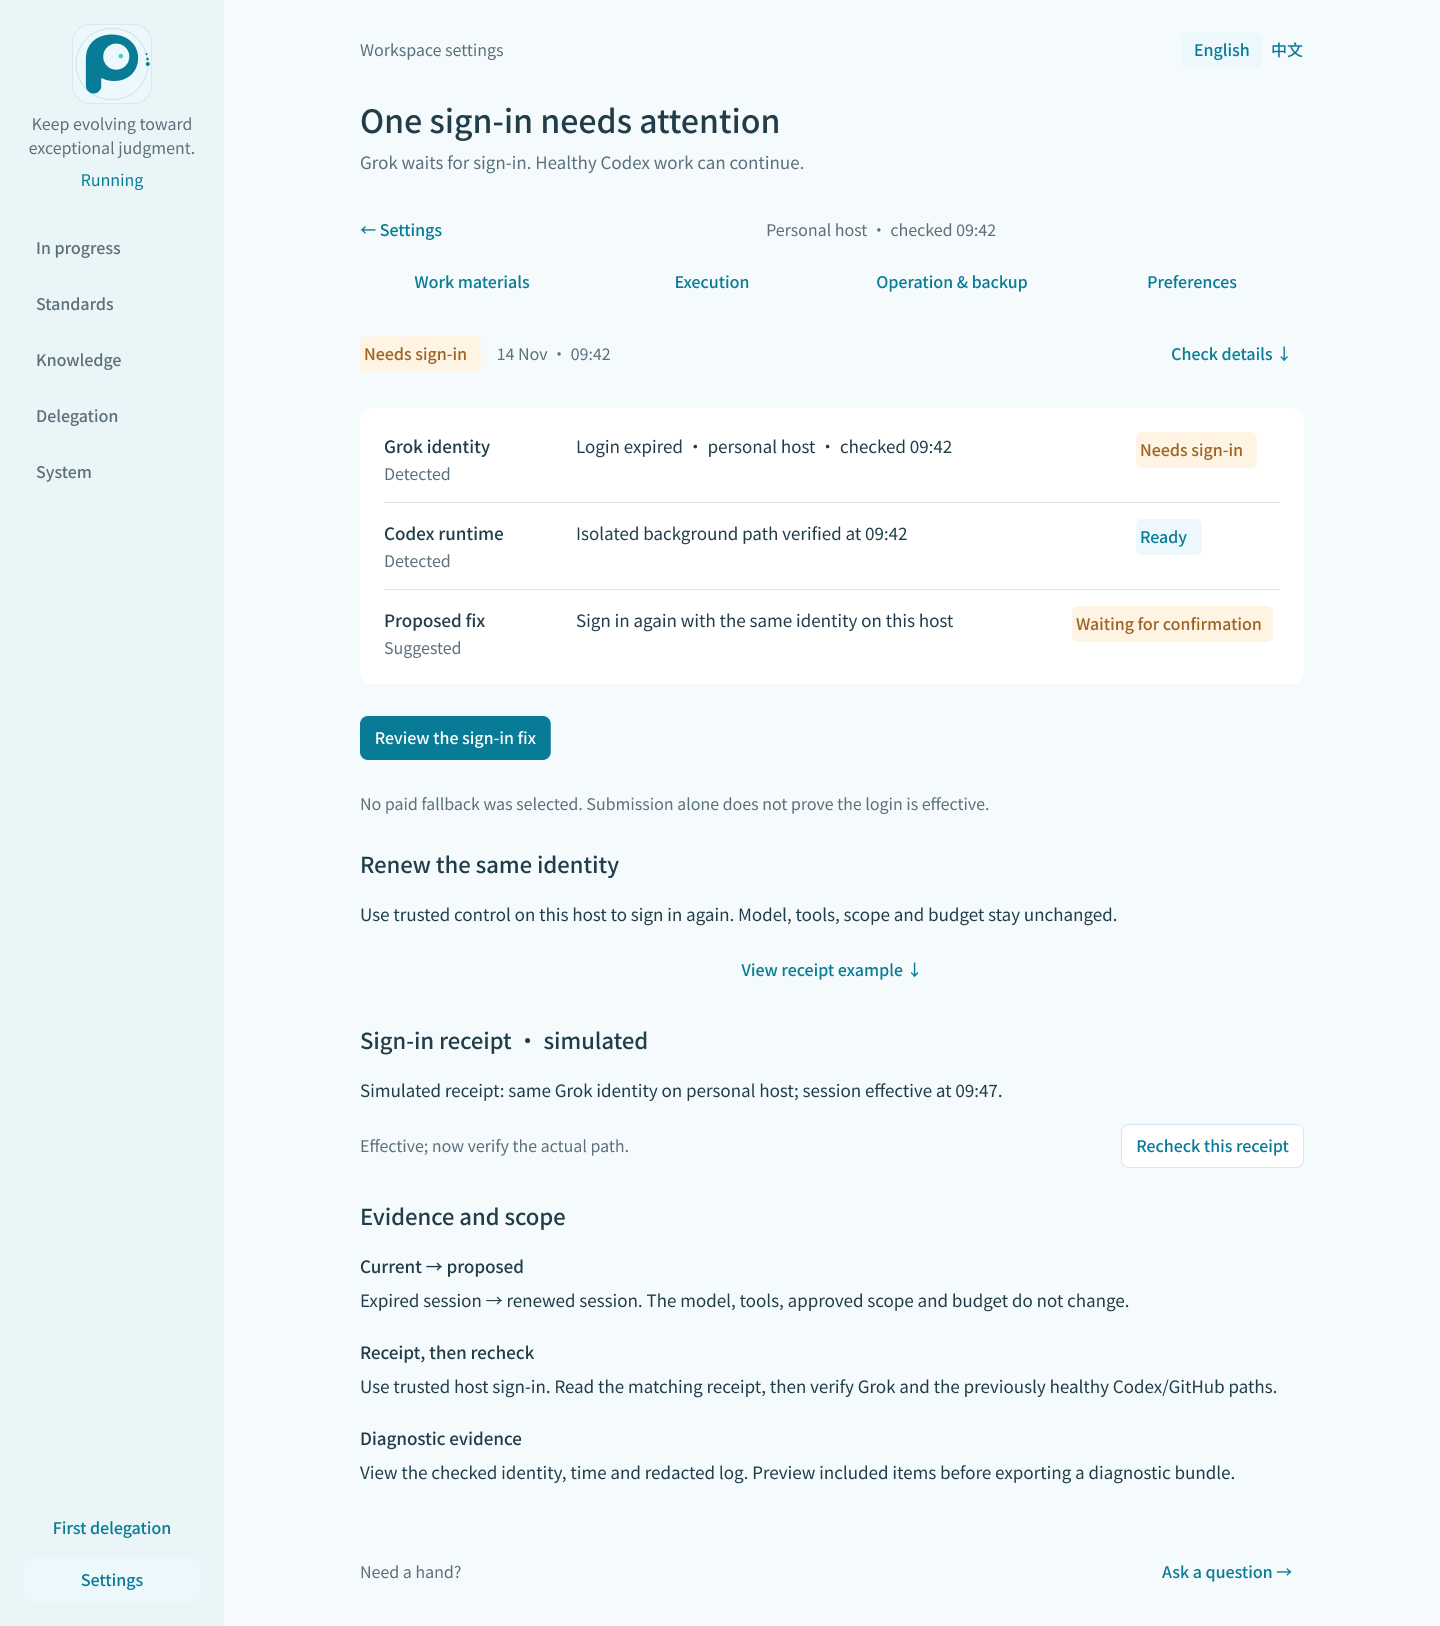 Keep evolving toward
exceptional judgment.
Running
In progress
Standards
Knowledge
Delegation
System
First delegation
Settings
Workspace settings
English 中文
One sign-in needs attention
Grok waits for sign-in. Healthy Codex work can continue.
← Settings
Personal host · checked 09:42
Work materials
Execution
Operation & backup
Preferences
Needs sign-in
14 Nov · 09:42
Check details ↓
Grok identity
Detected
Login expired · personal host · checked 09:42
Needs sign-in
Codex runtime
Detected
Isolated background path verified at 09:42
Ready
Proposed fix
Suggested
Sign in again with the same identity on this host
Waiting for confirmation
Review the sign-in fix
No paid fallback was selected. Submission alone does not prove the login is effective.
Renew the same identity
Use trusted control on this host to sign in again. Model, tools, scope and budget stay unchanged.
View receipt example ↓
Sign-in receipt · simulated
Simulated receipt: same Grok identity on personal host; session effective at 09:47.
Effective; now verify the actual path.
Recheck this receipt
Evidence and scope
Current → proposed
Expired session → renewed session. The model, tools, approved scope and budget do not change.
Receipt, then recheck
Use trusted host sign-in. Read the matching receipt, then verify Grok and the previously healthy Codex/GitHub paths.
Diagnostic evidence
View the checked identity, time and redacted log. Preview included items before exporting a diagnostic bundle.
Need a hand?
Ask a question →